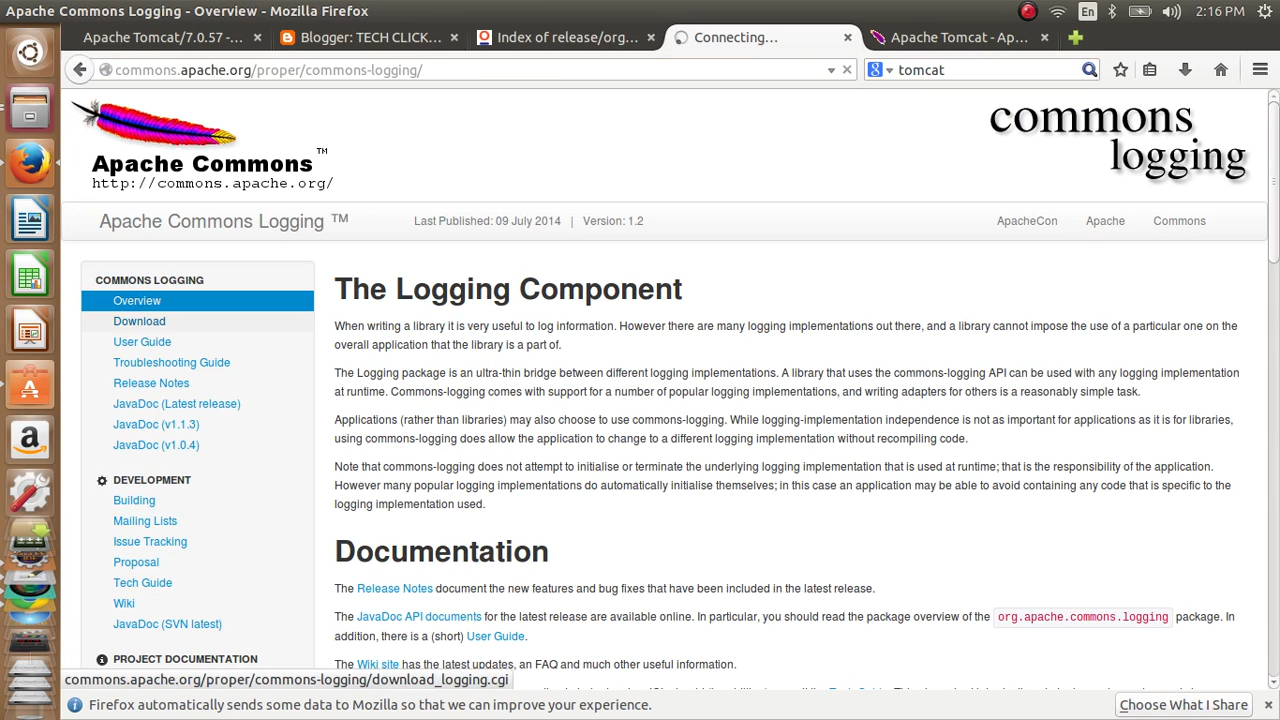 Apache Commons Logging - Overview - Mozilla Firefox
En
2:16 PM
Apache Tomcat/7.0.57 -...
Blogger: TECH CLICK...
Index of release/org...
Connecting...
Apache Tomcat - Ap...
commons.apache.org/proper/commons-logging/
8
tomcat
Apache Commons™
http://commons.apache.org/
commons
logging
Apache Commons Logging ™
Last Published: 09 July 2014 | Version: 1.2
ApacheCon
Apache
Commons
COMMONS LOGGING
Overview
Download
User Guide
Troubleshooting Guide
Release Notes
JavaDoc (Latest release)
JavaDoc (v1.1.3)
JavaDoc (v1.0.4)
DEVELOPMENT
Building
Mailing Lists
Issue Tracking
Proposal
Tech Guide
Wiki
JavaDoc (SVN latest)
PROJECT DOCUMENTATION
The Logging Component
When writing a library it is very useful to log information. However there are many logging implementations out there, and a library cannot impose the use of a particular one on the
overall application that the library is a part of.
The Logging package is an ultra-thin bridge between different logging implementations. A library that uses the commons-logging API can be used with any logging implementation
at runtime. Commons-logging comes with support for a number of popular logging implementations, and writing adapters for others is a reasonably simple task.
Applications (rather than libraries) may also choose to use commons-logging. While logging-implementation independence is not as important for applications as it is for libraries,
using commons-logging does allow the application to change to a different logging implementation without recompiling code.
Note that commons-logging does not attempt to initialise or terminate the underlying logging implementation that is used at runtime; that is the responsibility of the application.
However many popular logging implementations do automatically initialise themselves; in this case an application may be able to avoid containing any code that is specific to the
logging implementation used.
Documentation
The Release Notes document the new features and bug fixes that have been included in the latest release.
The JavaDoc API documents for the latest release are available online. In particular, you should read the package overview of the org.apache.commons.logging package. In
addition, there is a (short) User Guide.
The Wiki site has the latest updates, an FAQ and much other useful information.
commons.apache.org/proper/commons-logging/download_logging.cgi
Firefox automatically sends some data to Mozilla so that we can improve your experience.
Choose What I Share